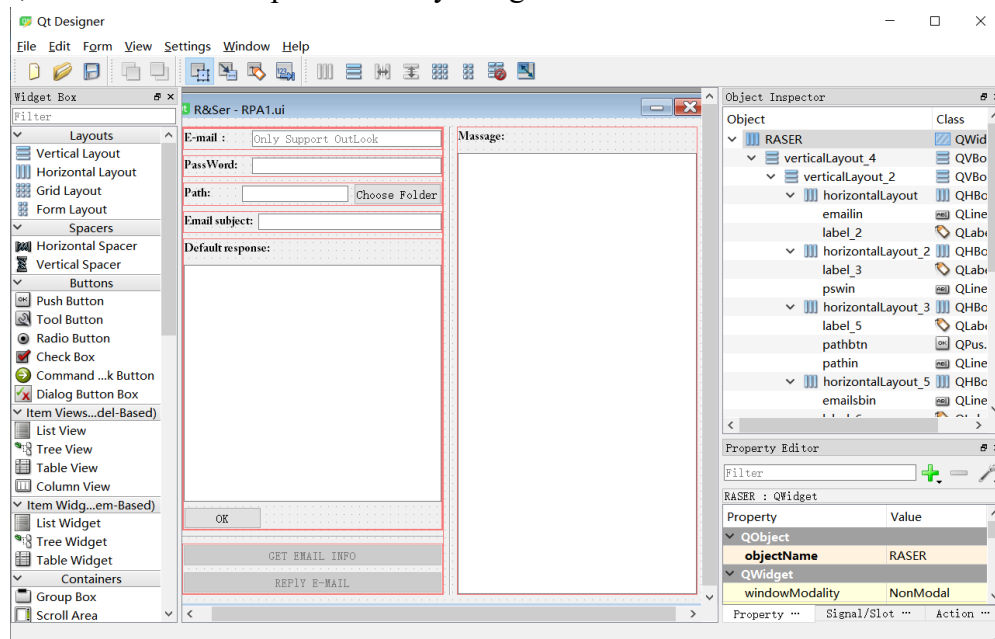 Qt Designer
File Edit Form View Settings Window Help
Widget Box
Filter
Layouts
Vertical Layout
Horizontal Layout
Grid Layout
Form Layout
Spacers
Horizontal Spacer
Vertical Spacer
Buttons
Push Button
Tool Button
Radio Button
Check Box
Command ...k Button
Dialog Button Box
Item Views...del-Based)
List View
Tree View
Table View
Column View
Item Widg...em-Based)
List Widget
Tree Widget
Table Widget
Containers
Group Box
Scroll Area
R&Ser - RPA1.ui
E-mail : Only Support OutLook
PassWord:
Path: Choose Folder
Email subject:
Default response:
OK
GET EMAIL INFO
REPLY E-MAIL
Massage:
Object Inspector
Object Class
RASER QWid
verticalLayout_4 QVBo
verticalLayout_2 QVBo
horizontalLayout QHBo
emailin QLine
label_2 QLabe
horizontalLayout_2 QHBo
label_3 QLabe
pswin QLine
horizontalLayout_3 QHBo
label_5 QLabe
pathbtn QPus.
pathin QLine
horizontalLayout_5 QHBo
emailsbin QLine
Property Editor
Filter
RASER : QWidget
Property Value
QObject
objectName RASER
QWidget
windowModality NonModal
Property ... Signal/Slot ... Action ...